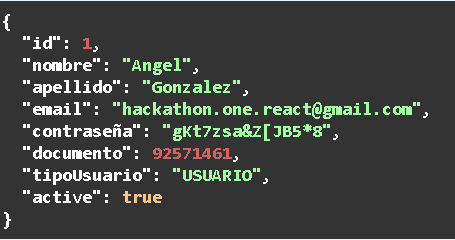 {
"id": 1,
"nombre": "Angel",
"apellido": "Gonzalez",
"email": "hackathon.one.react@gmail.com",
"contraseña": "gKt7zsa&Z[JB5*8",
"documento": 92571461,
"tipoUsuario": "USUARIO",
"active": true
}